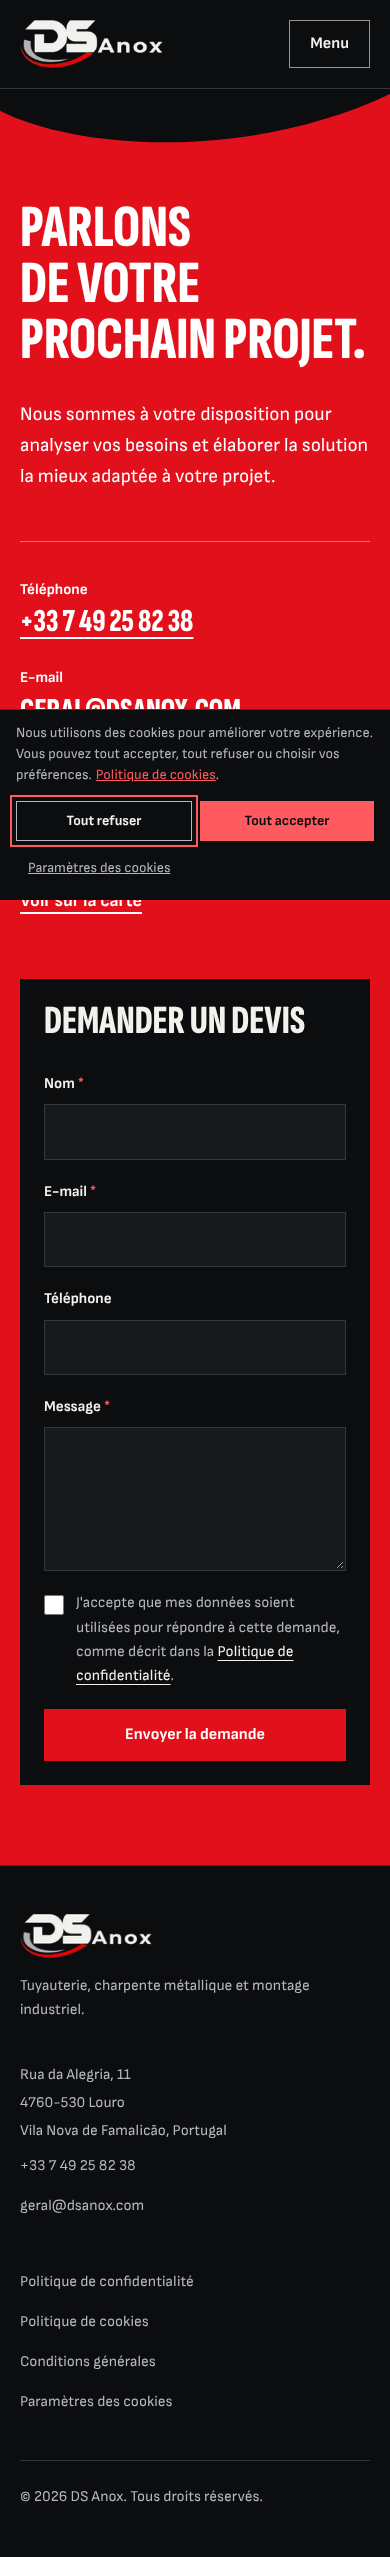 DS Anox
Menu
PARLONS
DE VOTRE
PROCHAIN PROJET.
Nous sommes à votre disposition pour
analyser vos besoins et élaborer la solution
la mieux adaptée à votre projet.
Téléphone
+33 7 49 25 82 38
E-mail
GERAL@DSANOX.COM
Nous utilisons des cookies pour améliorer votre expérience.
Vous pouvez tout accepter, tout refuser ou choisir vos
préférences. Politique de cookies.
Tout refuser
Tout accepter
Paramètres des cookies
Voir sur la carte
DEMANDER UN DEVIS
Nom *
E-mail *
Téléphone
Message *
J'accepte que mes données soient
utilisées pour répondre à cette demande,
comme décrit dans la Politique de
confidentialité.
Envoyer la demande
DS Anox
Tuyauterie, charpente métallique et montage
industriel.
Rua da Alegria, 11
4760-530 Louro
Vila Nova de Famalicão, Portugal
+33 7 49 25 82 38
geral@dsanox.com
Politique de confidentialité
Politique de cookies
Conditions générales
Paramètres des cookies
© 2026 DS Anox. Tous droits réservés.